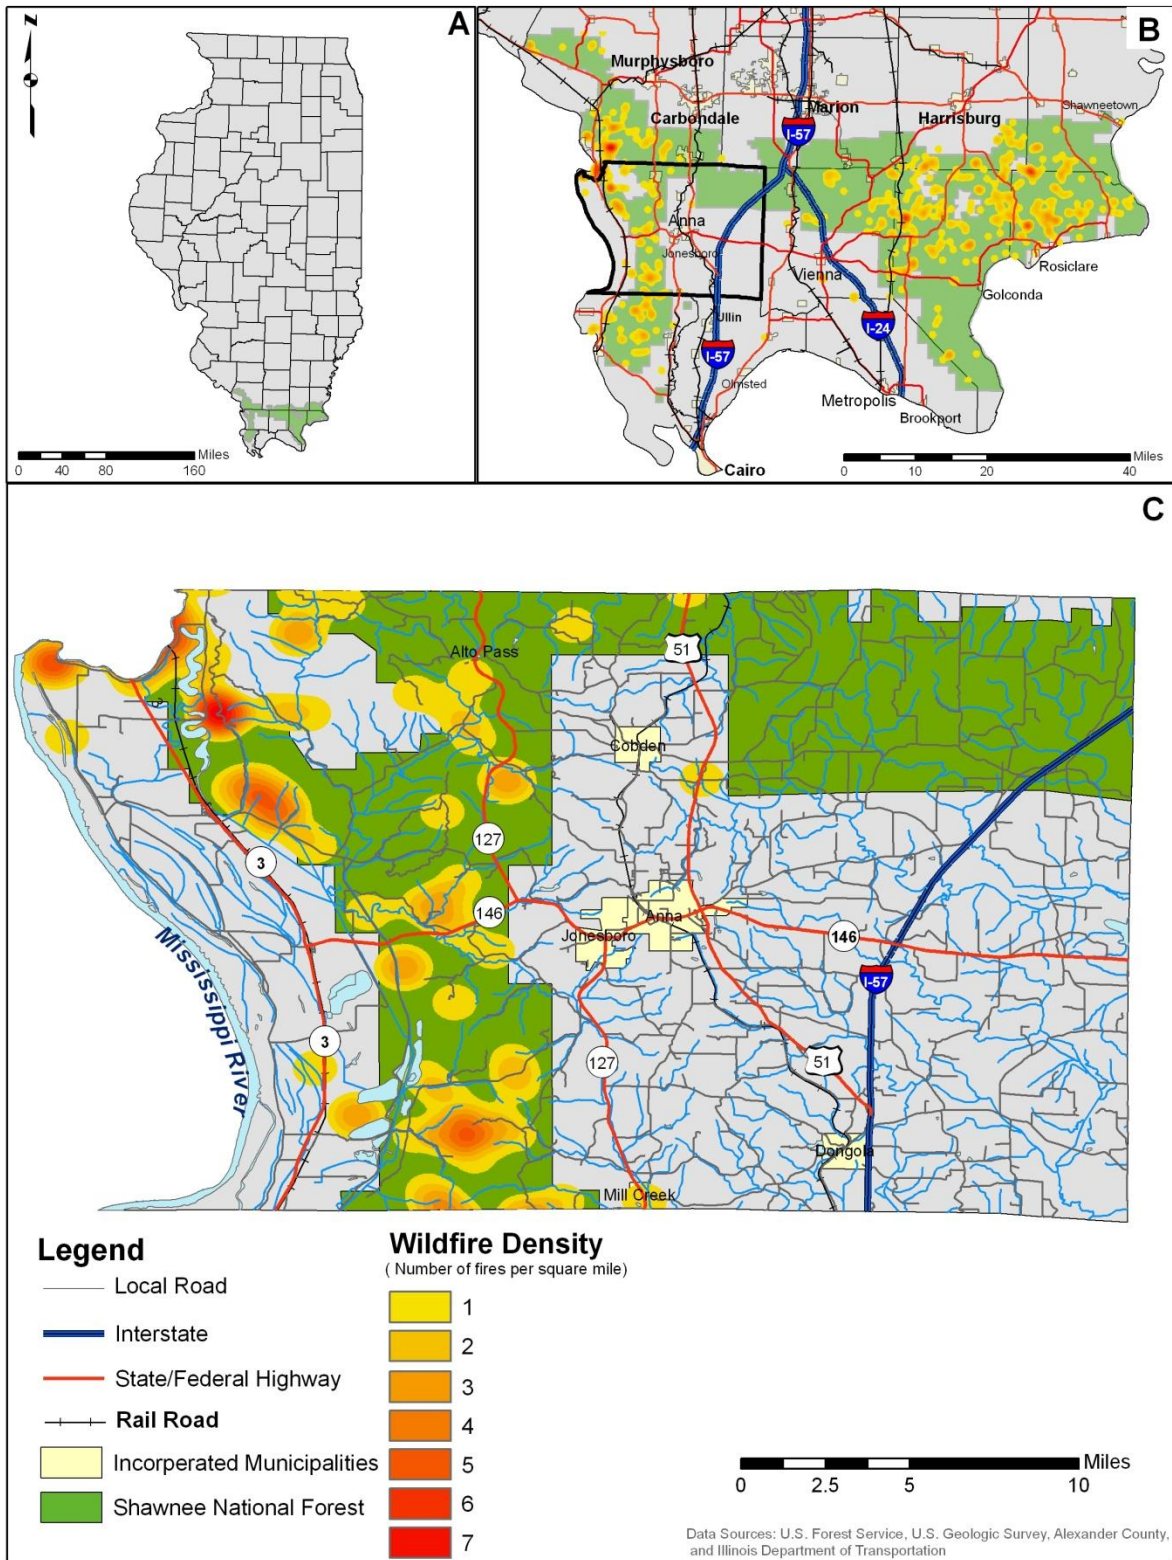 N
A
Miles
0 40 80 160
B
Murphysboro
Marion
Shawneetown
Carbondale
I-57
Harrisburg
Anna
Jonesboro
Vienna
Rosiclare
Golconda
Ullin
I-24
I-57
Olmsted
Metropolis
Brookport
Cairo
Miles
0 10 20 40
C
Alto Pass
51
Cobden
127
3
146
Anna
Jonesboro
146
I-57
Mississippi River
3
127
51
Dongola
Mill Creek
Legend
Local Road
Interstate
State/Federal Highway
Rail Road
Incorperated Municipalities
Shawnee National Forest
Wildfire Density
( Number of fires per square mile)
1
2
3
4
5
6
7
Miles
0 2.5 5 10
Data Sources: U.S. Forest Service, U.S. Geologic Survey, Alexander County,
and Illinois Department of Transportation